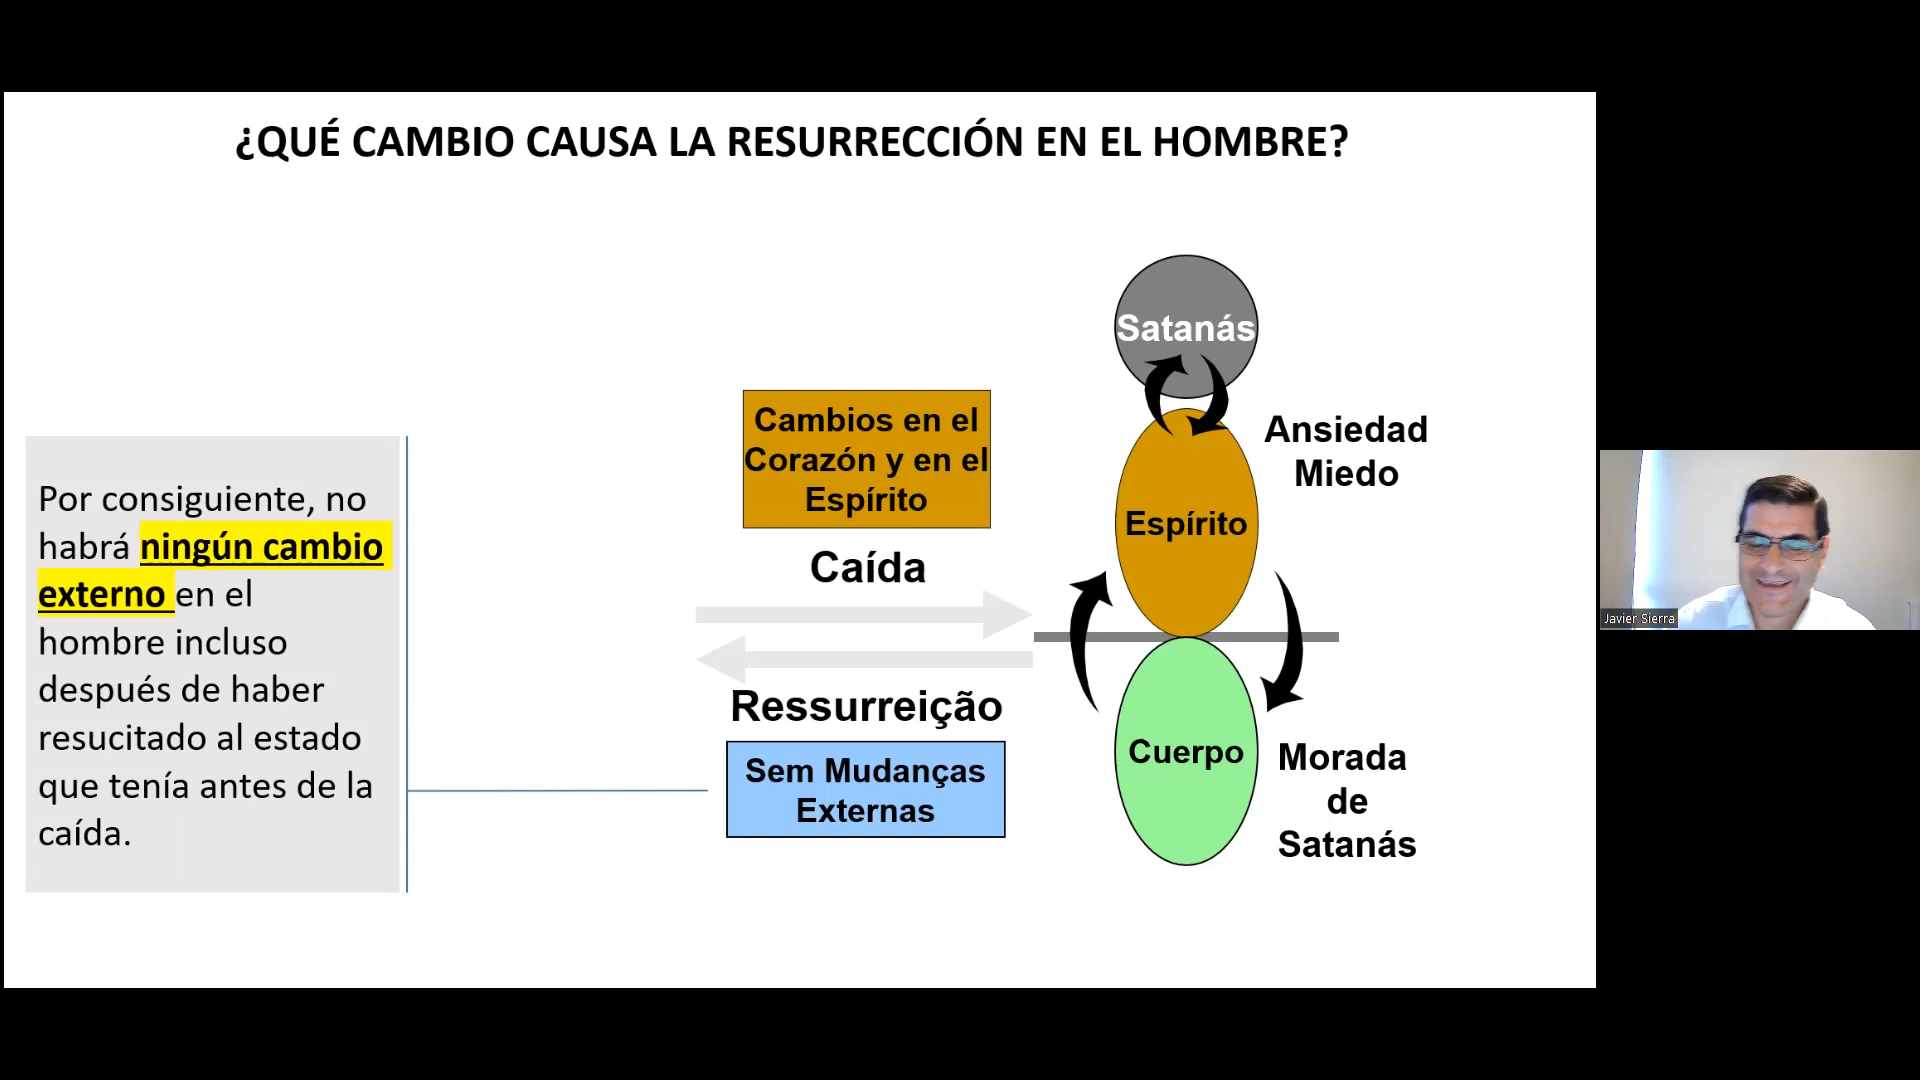 ¿QUÉ CAMBIO CAUSA LA RESURRECCIÓN EN EL HOMBRE?
Por consiguiente, no
habrá ningún cambio
externo en el
hombre incluso
después de haber
resucitado al estado
que tenía antes de la
caída.
Cambios en el
Corazón y en el
Espírito
Caída
Ressurreição
Sem Mudanças
Externas
Satanás
Ansiedad
Miedo
Espírito
Cuerpo
Morada
de
Satanás
Javier Sierra